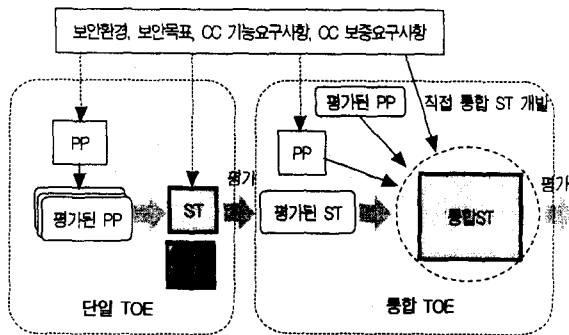 보안환경, 보안목표, CC 기능요구사항, CC 보증요구사항
평가된 PP
직접 통합 ST 개발
PP
PP
평가
평가
평가된 PP
ST
평가된 ST
통합ST
단일 TOE
통합 TOE